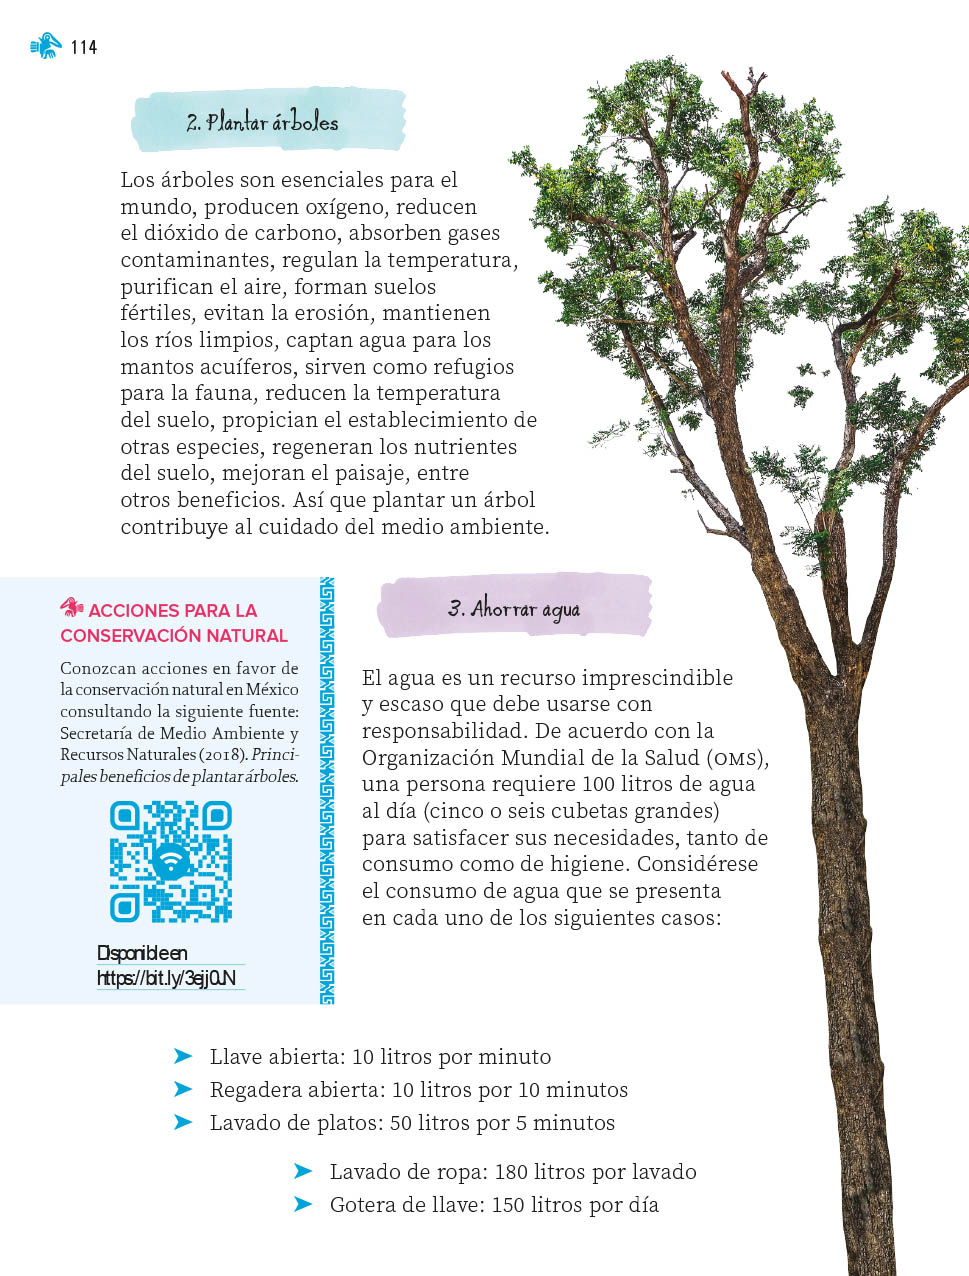 114
2. Plantar árboles
Los árboles son esenciales para el
mundo, producen oxígeno, reducen
el dióxido de carbono, absorben gases
contaminantes, regulan la temperatura,
purifican el aire, forman suelos
fértiles, evitan la erosión, mantienen
los ríos limpios, captan agua para los
mantos acuíferos, sirven como refugios
para la fauna, reducen la temperatura
del suelo, propician el establecimiento de
otras especies, regeneran los nutrientes
del suelo, mejoran el paisaje, entre
otros beneficios. Así que plantar un árbol
contribuye al cuidado del medio ambiente.
ACCIONES PARA LA
CONSERVACIÓN NATURAL
Conozcan acciones en favor de
la conservación natural en México
consultando la siguiente fuente:
Secretaría de Medio Ambiente y
Recursos Naturales (2018). Princi-
pales beneficios de plantar árboles.
Disponible en
https://bit.ly/3ejj0JN
3. Ahorrar agua
El agua es un recurso imprescindible
y escaso que debe usarse con
responsabilidad. De acuerdo con la
Organización Mundial de la Salud (OMS),
una persona requiere 100 litros de agua
al día (cinco o seis cubetas grandes)
para satisfacer sus necesidades, tanto de
consumo como de higiene. Considérese
el consumo de agua que se presenta
en cada uno de los siguientes casos:
➤ Llave abierta: 10 litros por minuto
➤ Regadera abierta: 10 litros por 10 minutos
➤ Lavado de platos: 50 litros por 5 minutos
➤ Lavado de ropa: 180 litros por lavado
➤ Gotera de llave: 150 litros por día